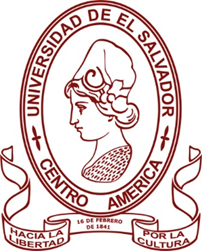 UNIVERSIDAD DE EL SALVADOR
CENTRO AMERICA
16 DE FEBRERO
DE 1841
HACIA LA
LIBERTAD
POR LA
CULTURA